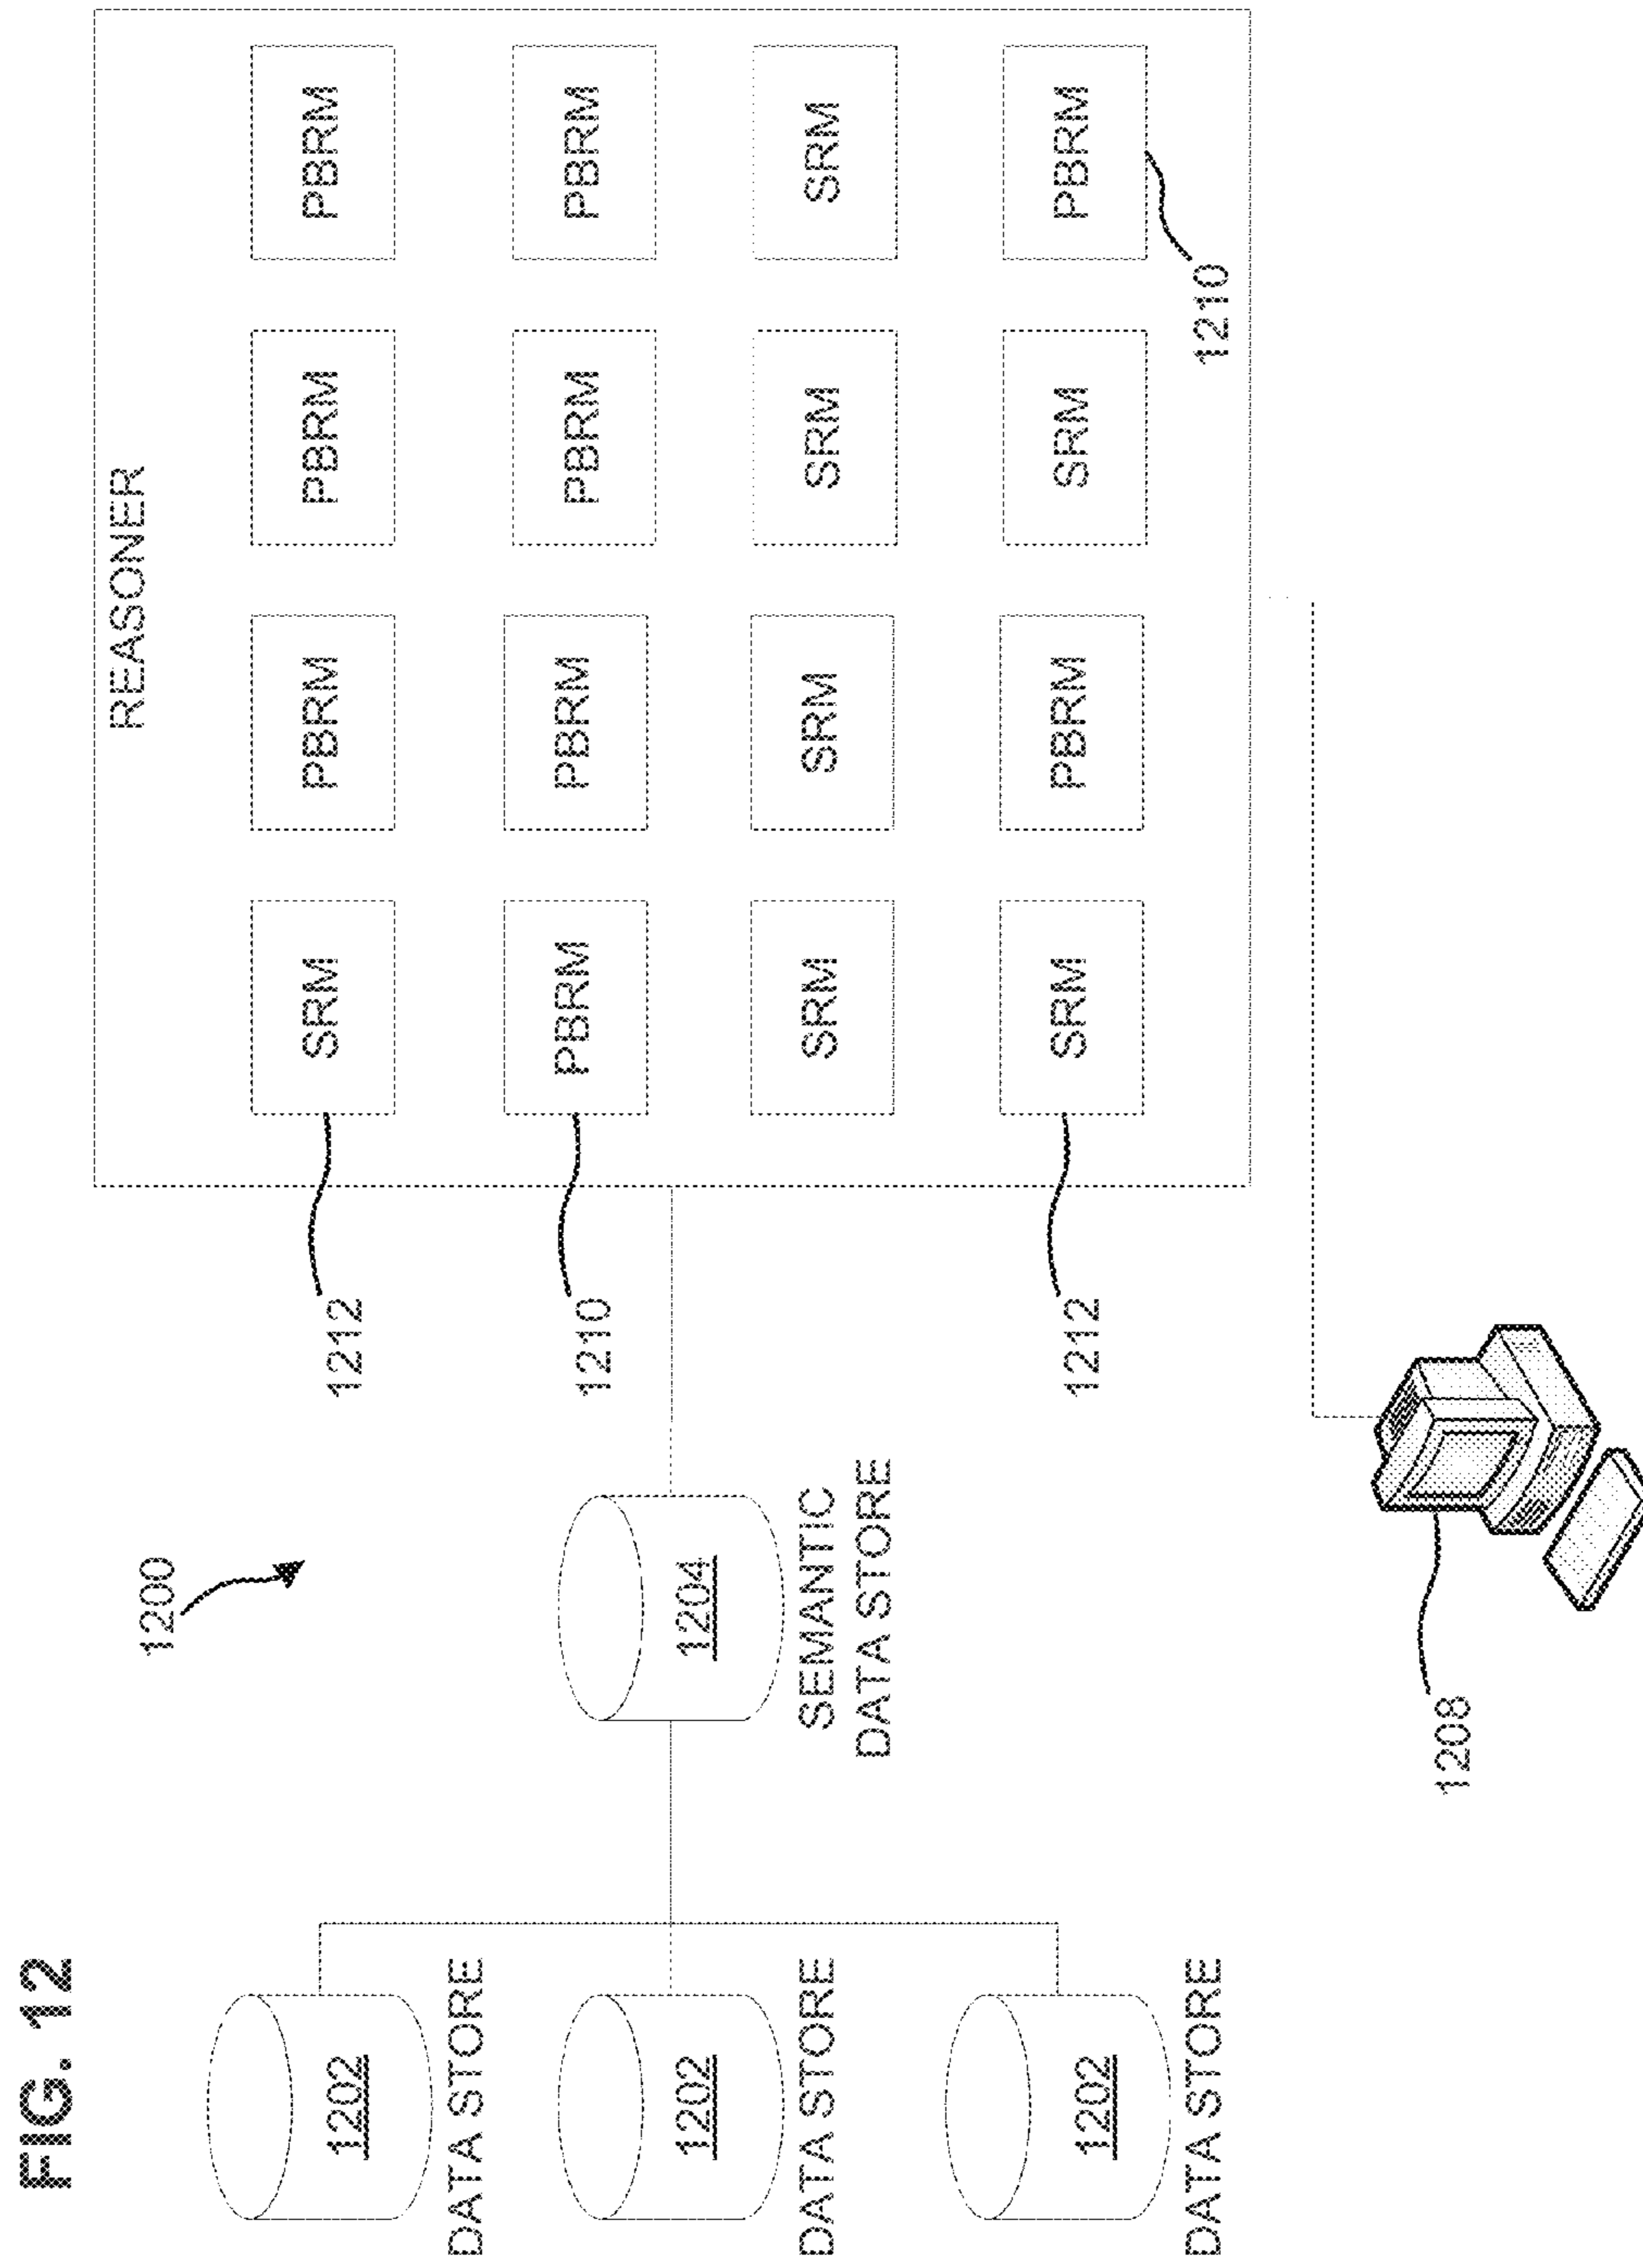 FIG. 12
1200
REASONER
SRM PBRM PBRM PBRM
1212
PBRM PBRM PBRM PBRM
1210
SRM SRM SRM SRM
SRM PBRM SRM PBRM
1212
1210
1202
DATA STORE
1202
DATA STORE
1202
DATA STORE
1204
SEMANTIC
DATA STORE
1208